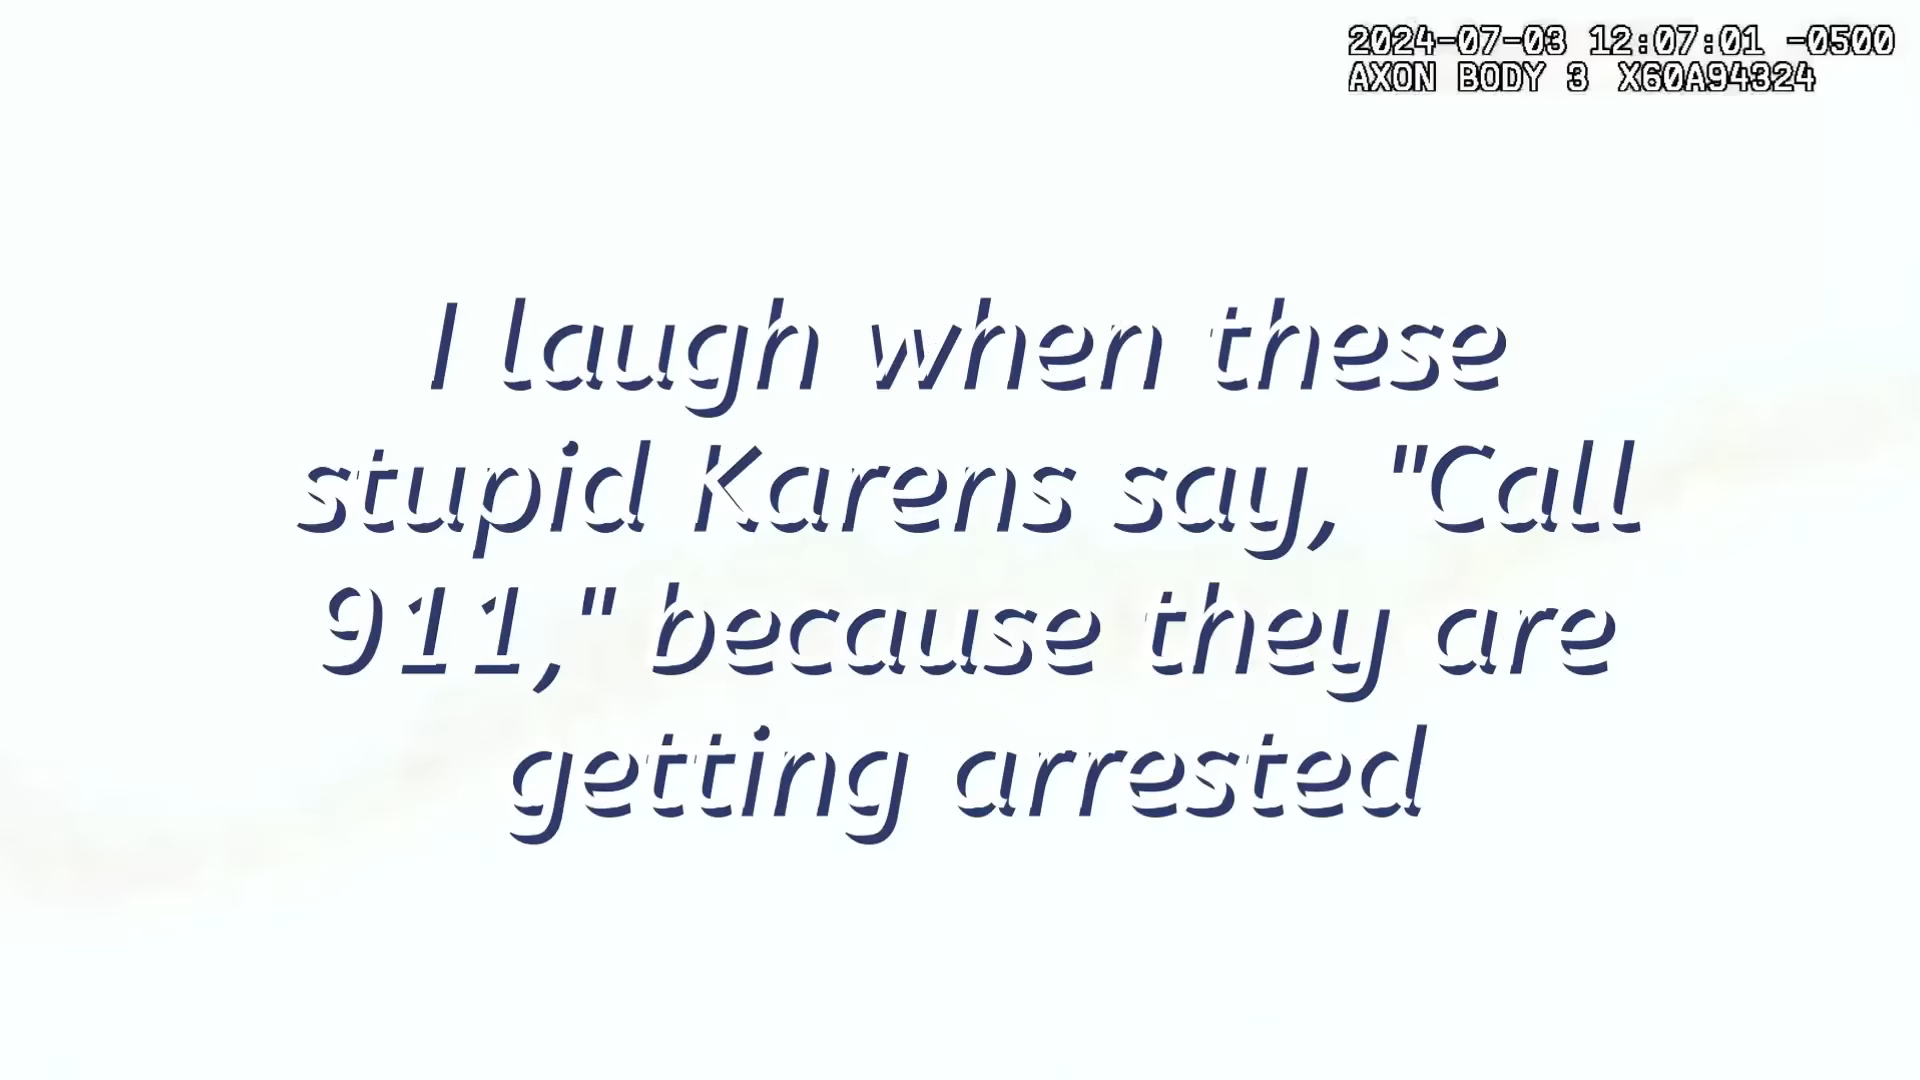 2024-07-03 12:07:01 -0500
AXON BODY 3 X60A94324
I laugh when these
stupid Karens say, "Call
911," because they are
getting arrested